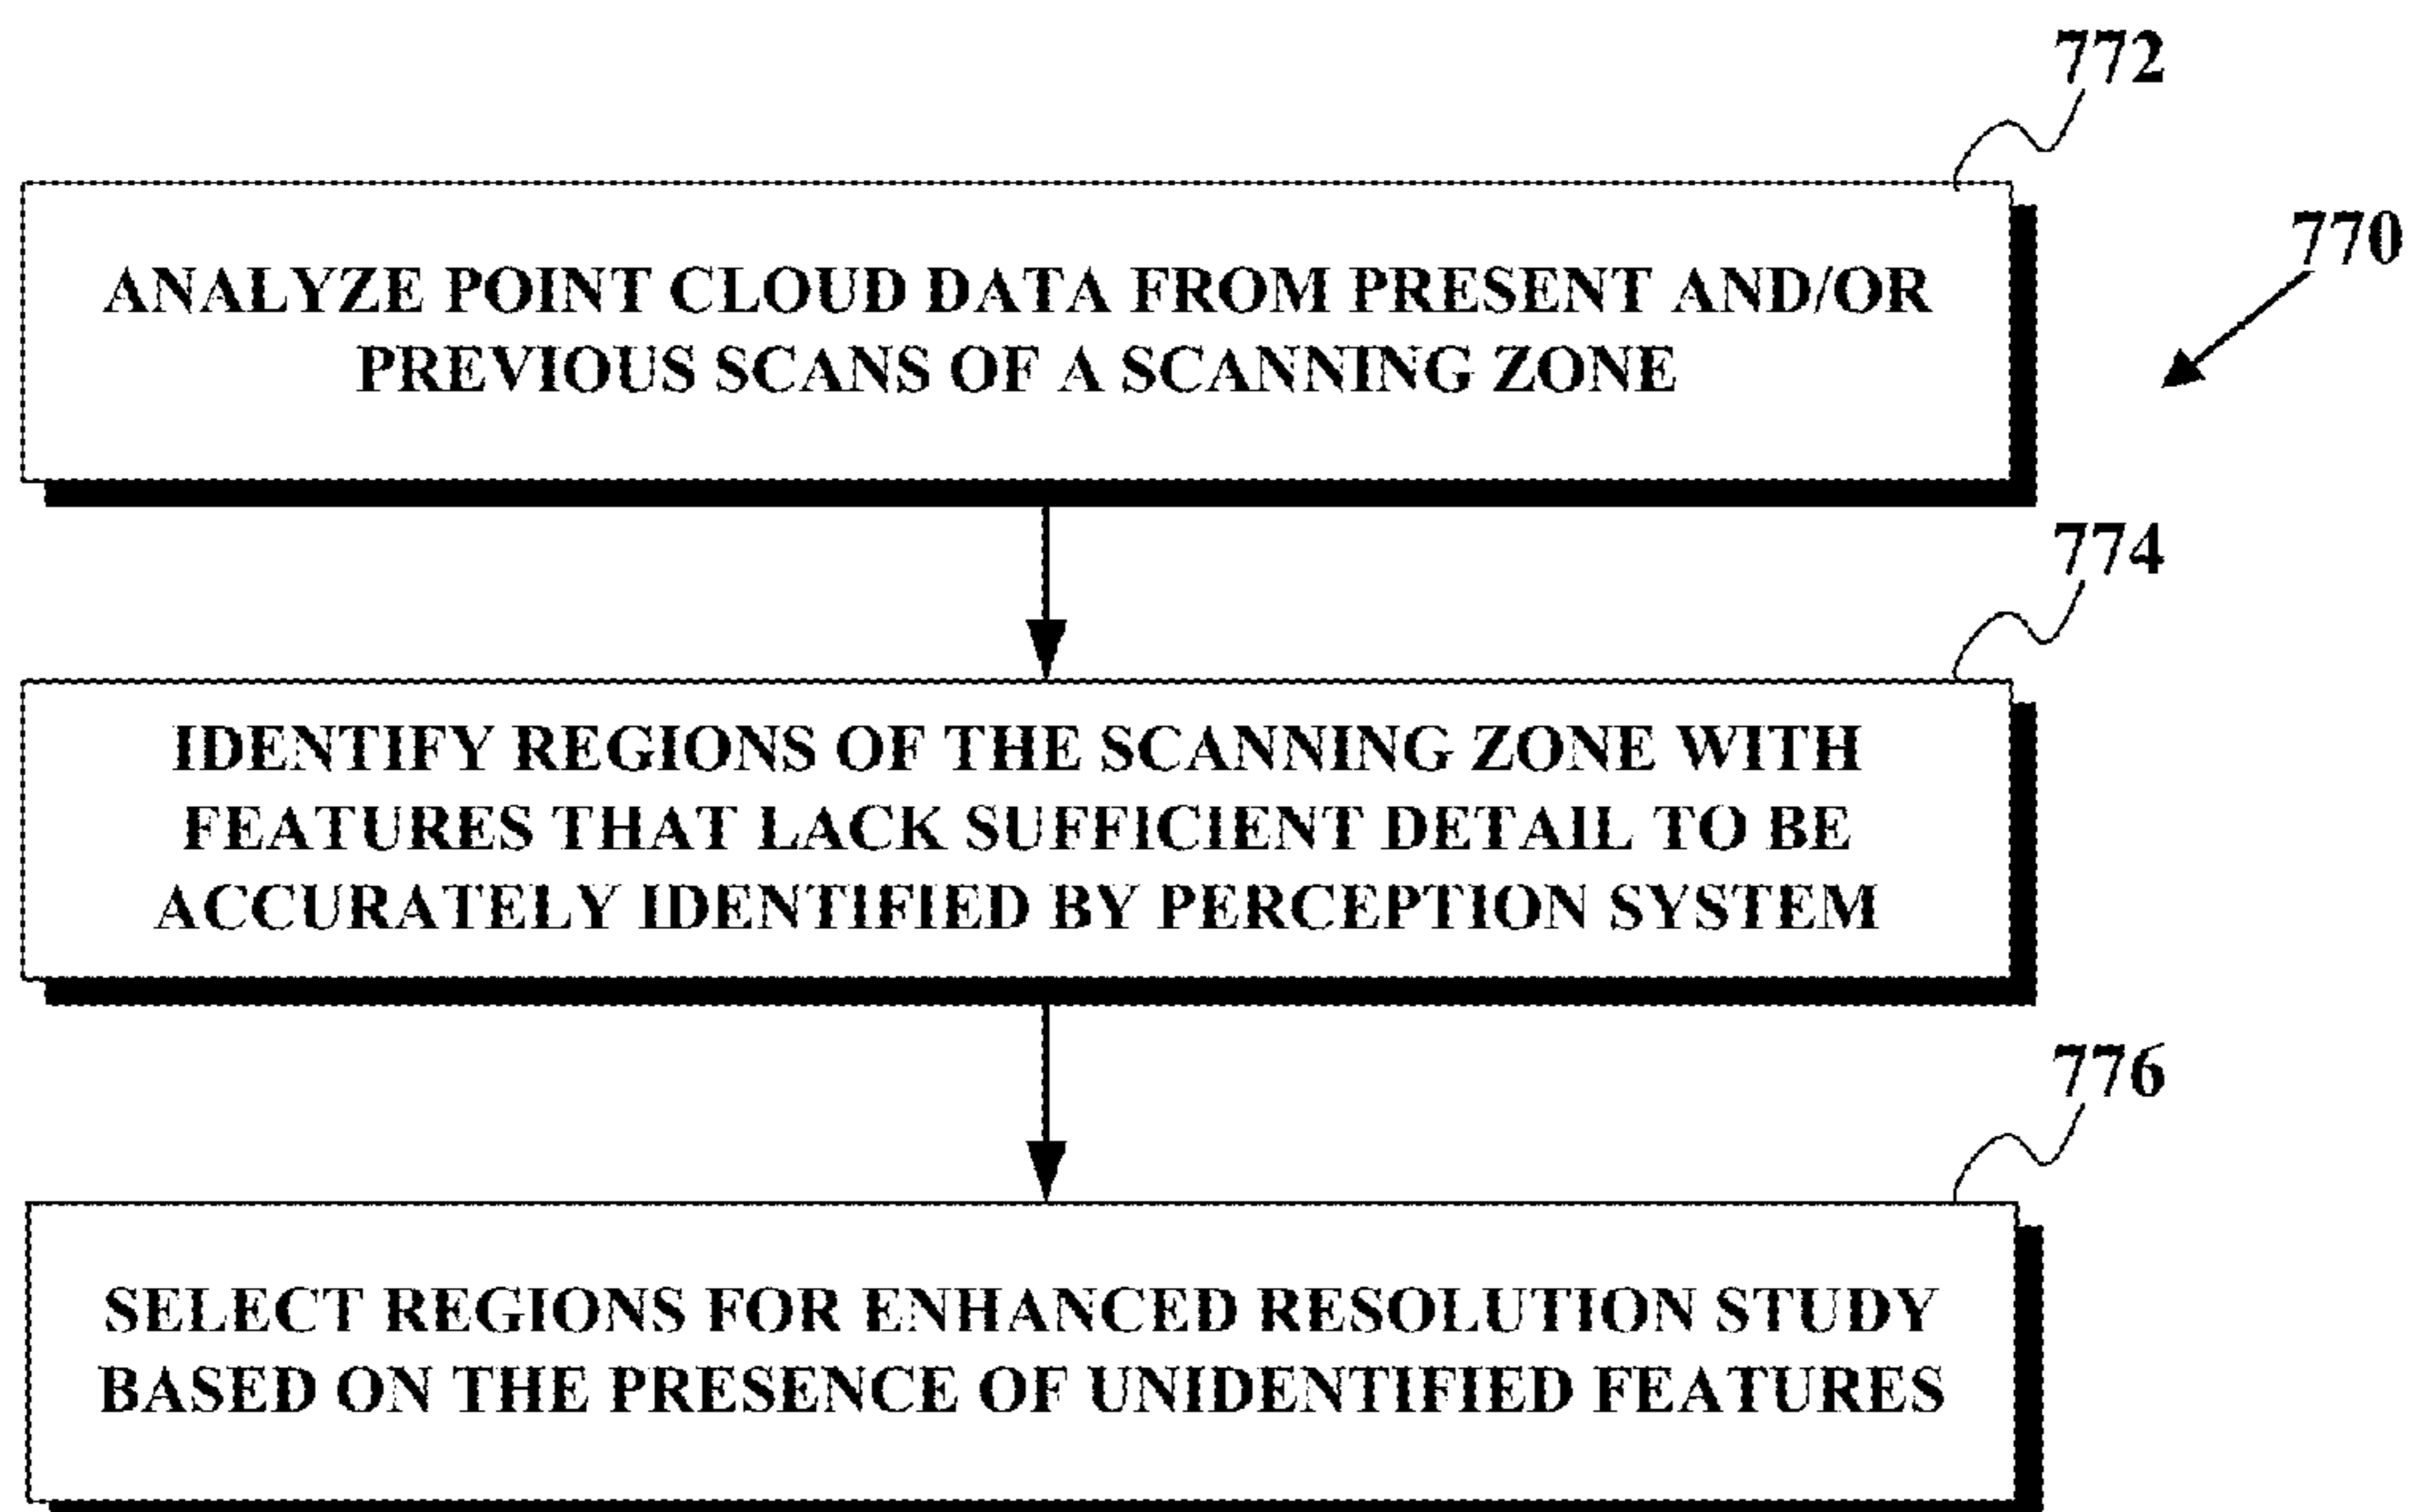 772
770
ANALYZE POINT CLOUD DATA FROM PRESENT AND/OR
PREVIOUS SCANS OF A SCANNING ZONE
774
IDENTIFY REGIONS OF THE SCANNING ZONE WITH
FEATURES THAT LACK SUFFICIENT DETAIL TO BE
ACCURATELY IDENTIFIED BY PERCEPTION SYSTEM
776
SELECT REGIONS FOR ENHANCED RESOLUTION STUDY
BASED ON THE PRESENCE OF UNIDENTIFIED FEATURES